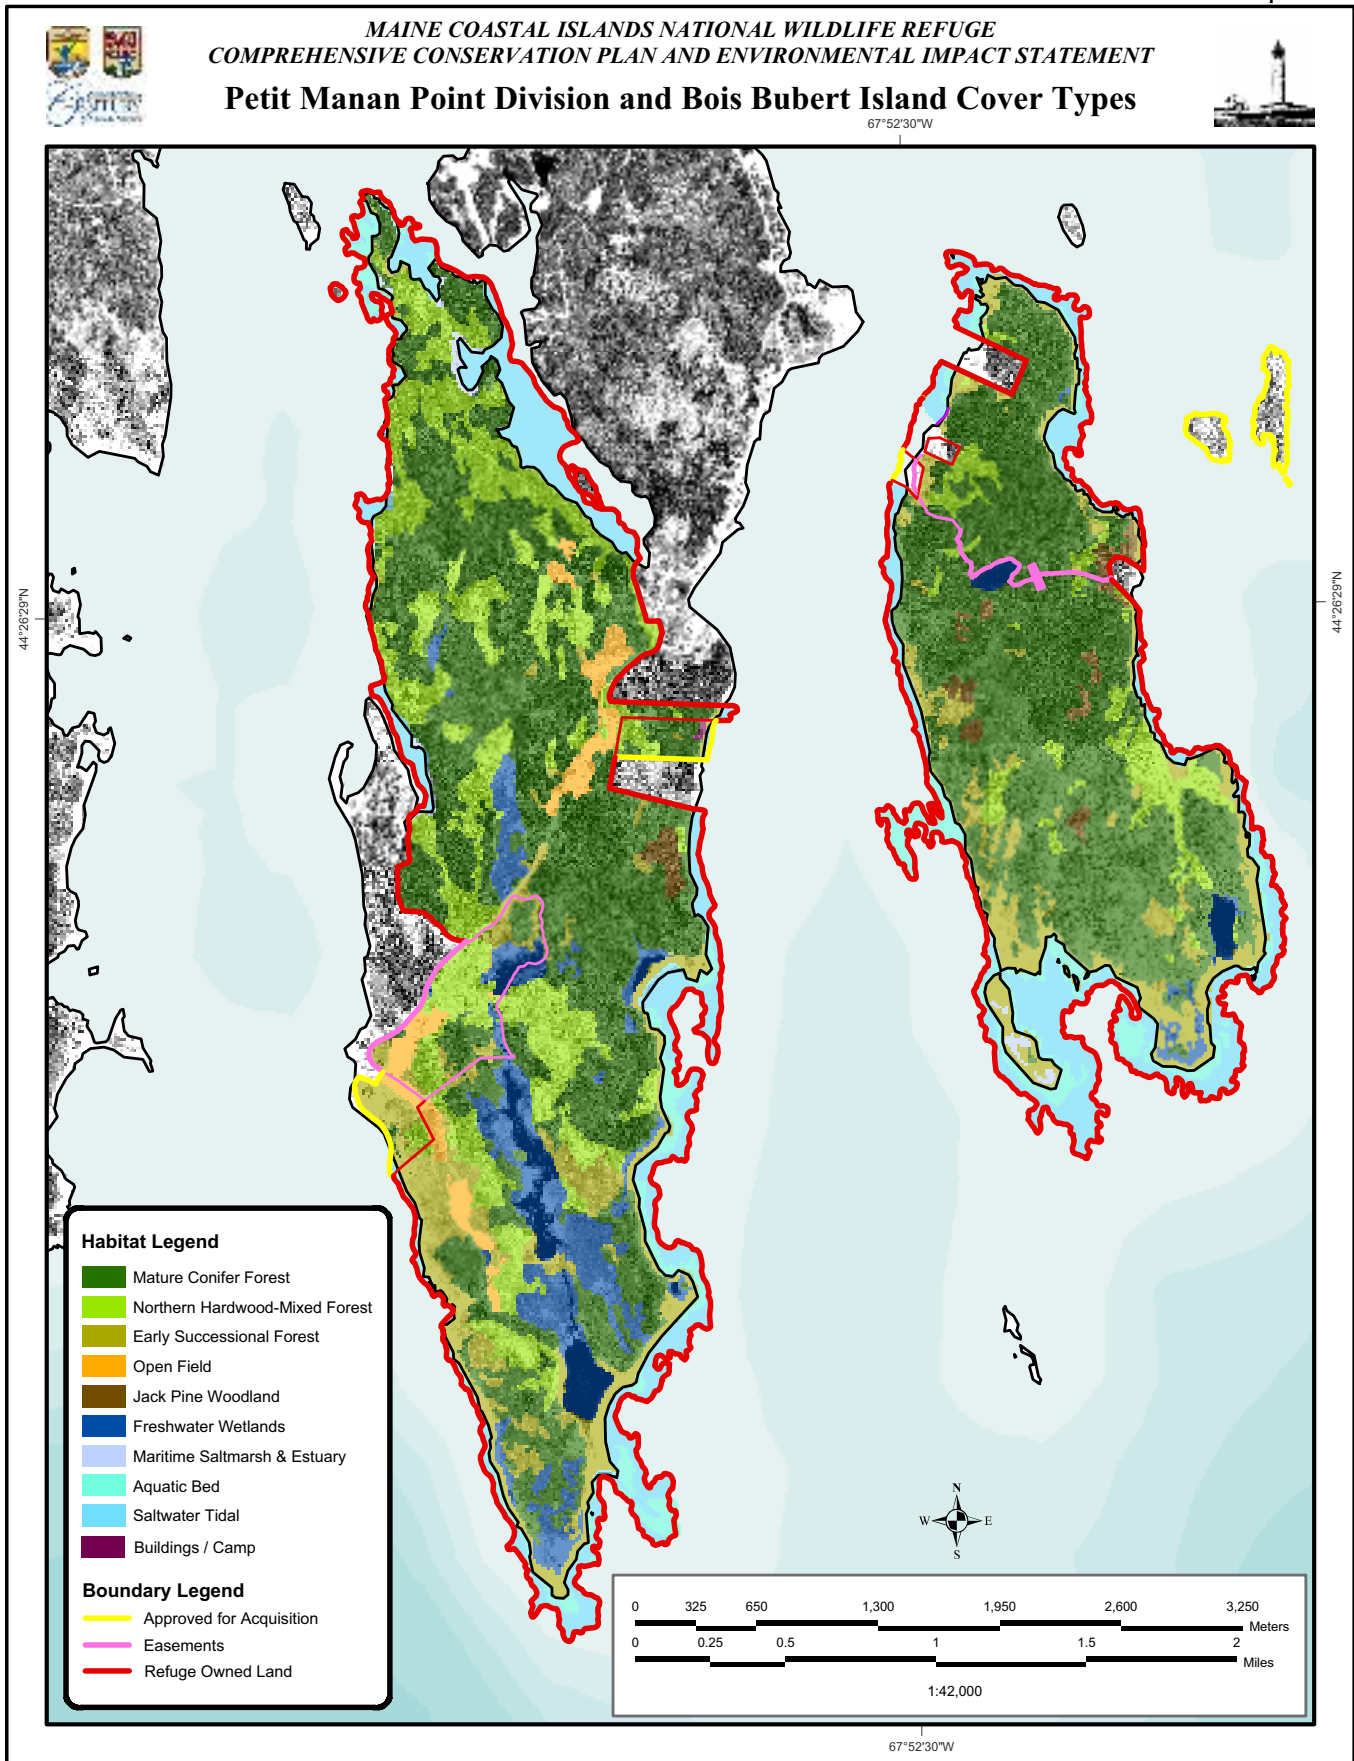 MAINE COASTAL ISLANDS NATIONAL WILDLIFE REFUGE
COMPREHENSIVE CONSERVATION PLAN AND ENVIRONMENTAL IMPACT STATEMENT
Petit Manan Point Division and Bois Bubert Island Cover Types
67°52'30"W
44°26'29"N
44°26'29"N
Habitat Legend
Mature Conifer Forest
Northern Hardwood-Mixed Forest
Early Successional Forest
Open Field
Jack Pine Woodland
Freshwater Wetlands
Maritime Saltmarsh & Estuary
Aquatic Bed
Saltwater Tidal
Buildings / Camp
Boundary Legend
Approved for Acquisition
Easements
Refuge Owned Land
N
W E
S
0 325 650 1,300 1,950 2,600 3,250
Meters
0 0.25 0.5 1 1.5 2
Miles
1:42,000
67°52'30"W